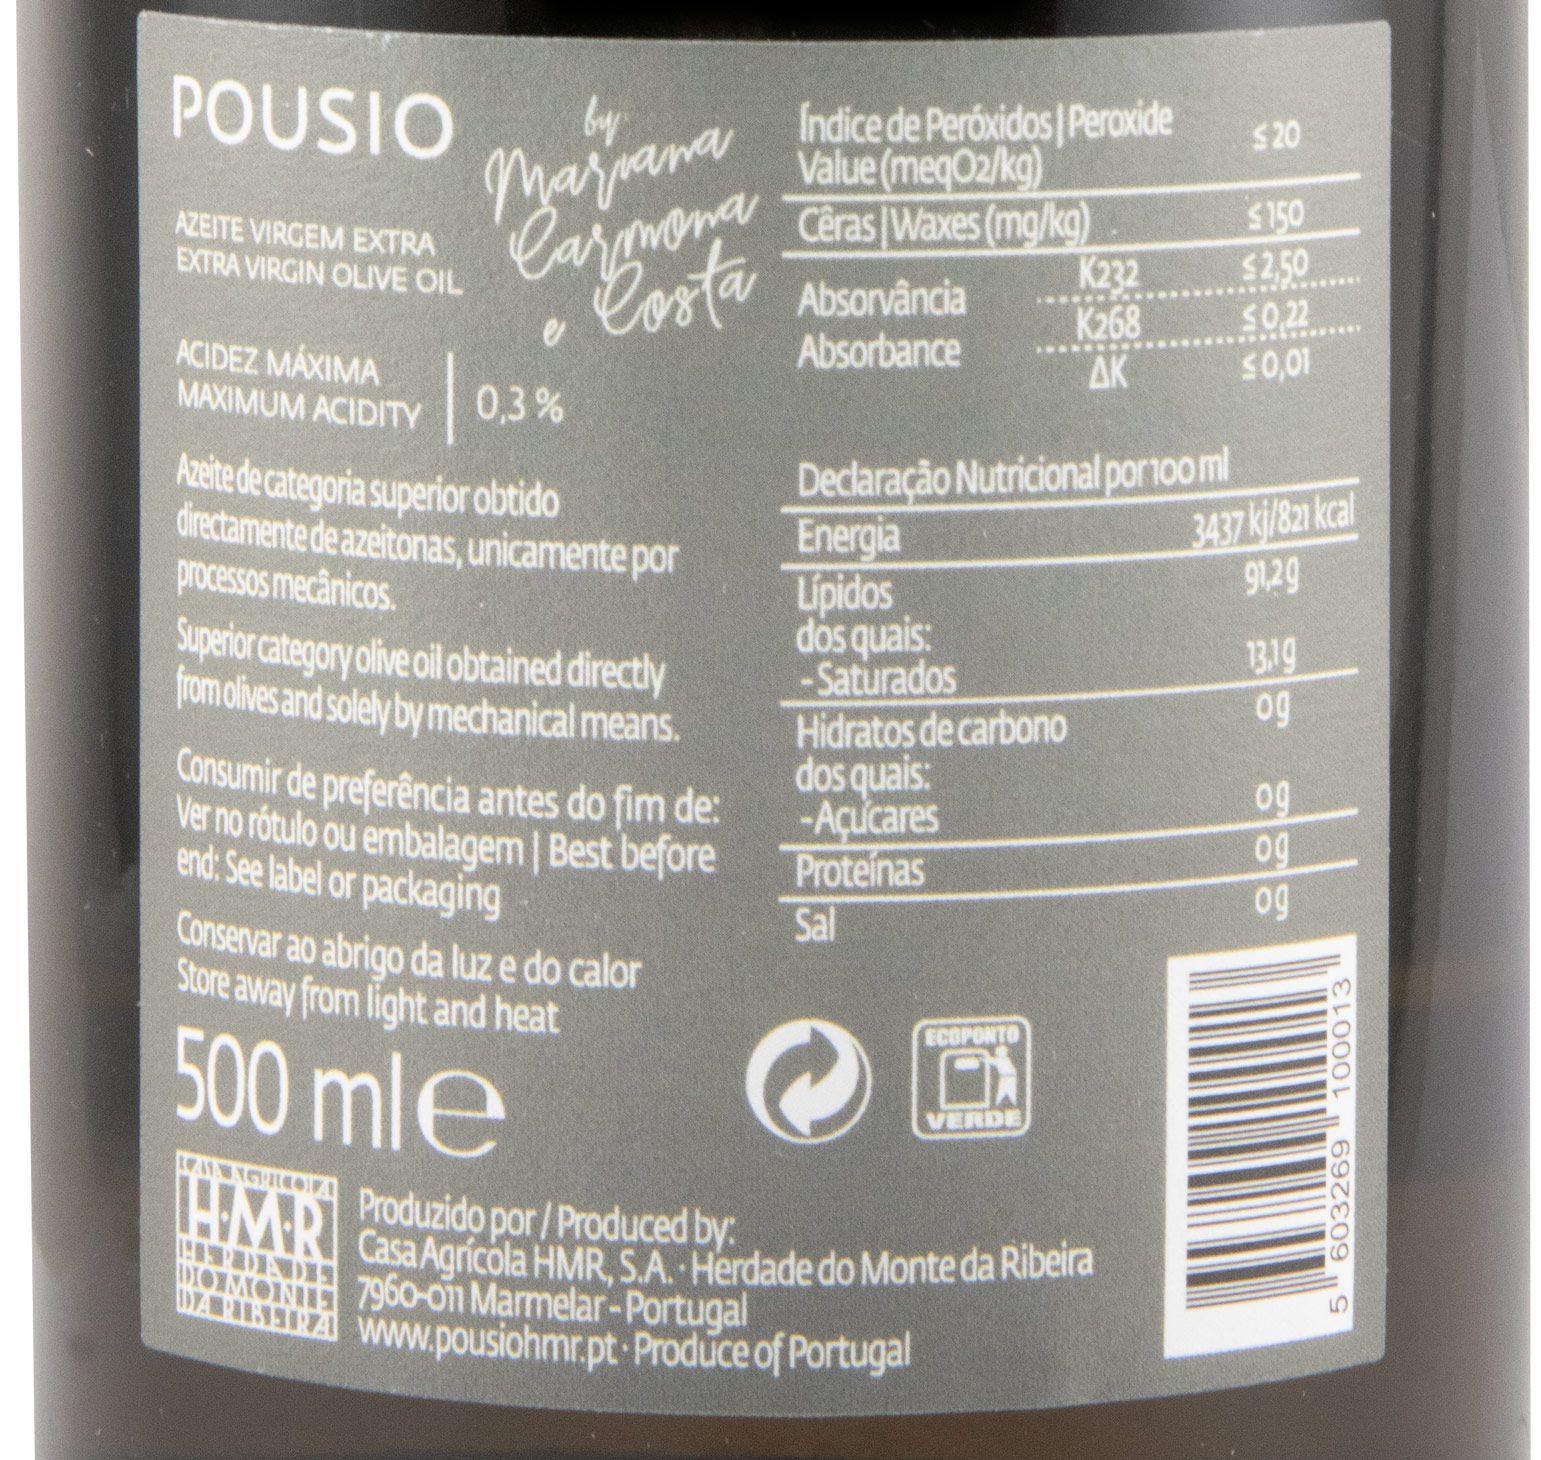 POUSIO
by
Mariana
Carmona
e Costa
AZEITE VIRGEM EXTRA
EXTRA VIRGIN OLIVE OIL
ACIDEZ MÁXIMA
MAXIMUM ACIDITY
0,3 %
Azeite de categoria superior obtido
directamente de azeitonas, unicamente por
processos mecânicos.
Superior category olive oil obtained directly
from olives and solely by mechanical means.
Consumir de preferência antes do fim de:
Ver no rótulo ou embalagem | Best before
end: See label or packaging
Conservar ao abrigo da luz e do calor
Store away from light and heat
500 ml e
CASA AGRÍCOLA
H·M·R
HERDADE
DO MONTE
DA RIBEIRA
Produzido por / Produced by:
Casa Agrícola HMR, S.A. · Herdade do Monte da Ribeira
7960-011 Marmelar - Portugal
www.pousiohmr.pt · Produce of Portugal
Índice de Peróxidos | Peroxide
Value (meqO2/kg) ≤ 20
Cêras | Waxes (mg/kg) ≤ 150
Absorvância
Absorbance
K232 ≤ 2,50
K268 ≤ 0,22
ΔK ≤ 0,01
Declaração Nutricional por 100 ml
Energia 3437 kj/821 kcal
Lípidos 91,2 g
dos quais:
- Saturados 13,1 g
Hidratos de carbono 0 g
dos quais:
- Açúcares 0 g
Proteínas 0 g
Sal 0 g
ECOPONTO
VERDE
5 603269 100013